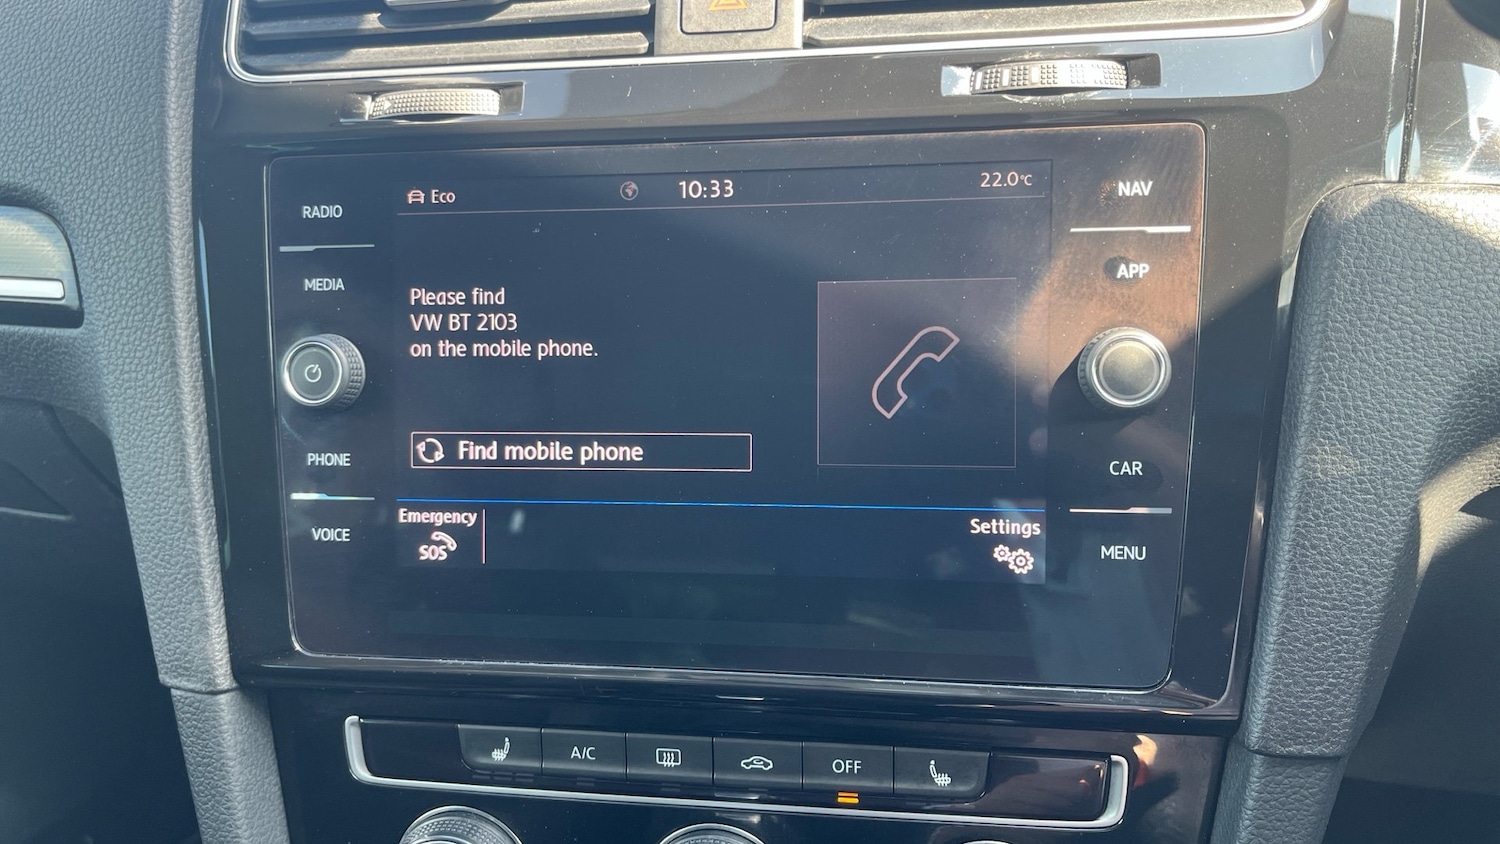 RADIO
MEDIA
PHONE
VOICE
Eco
10:33
22.0°C
Please find
VW BT 2103
on the mobile phone.
Find mobile phone
Emergency
SOS
Settings
NAV
APP
CAR
MENU
A/C
OFF